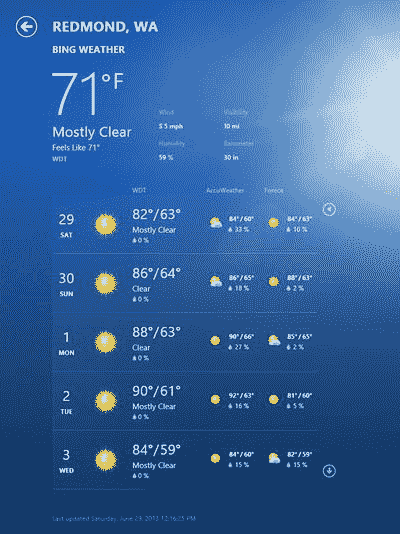 REDMOND, WA
BING WEATHER
71°F
Mostly Clear
Feels Like 71°
WDT
Wind
S 5 mph
Visibility
10 mi
Humidity
59 %
Barometer
30 in
WDT AccuWeather Foreca
29 SAT 82°/63° Mostly Clear 0 % 84°/60° 33 % 84°/63° 10 %
30 SUN 86°/64° Clear 0 % 86°/65° 18 % 88°/63° 2 %
1 MON 88°/63° Clear 0 % 90°/66° 27 % 85°/65° 2 %
2 TUE 90°/61° Mostly Clear 0 % 92°/63° 16 % 81°/60° 5 %
3 WED 84°/59° Mostly Clear 0 % 84°/60° 15 % 82°/59° 15 %
Last updated Saturday, June 29, 2013 12:16:23 PM